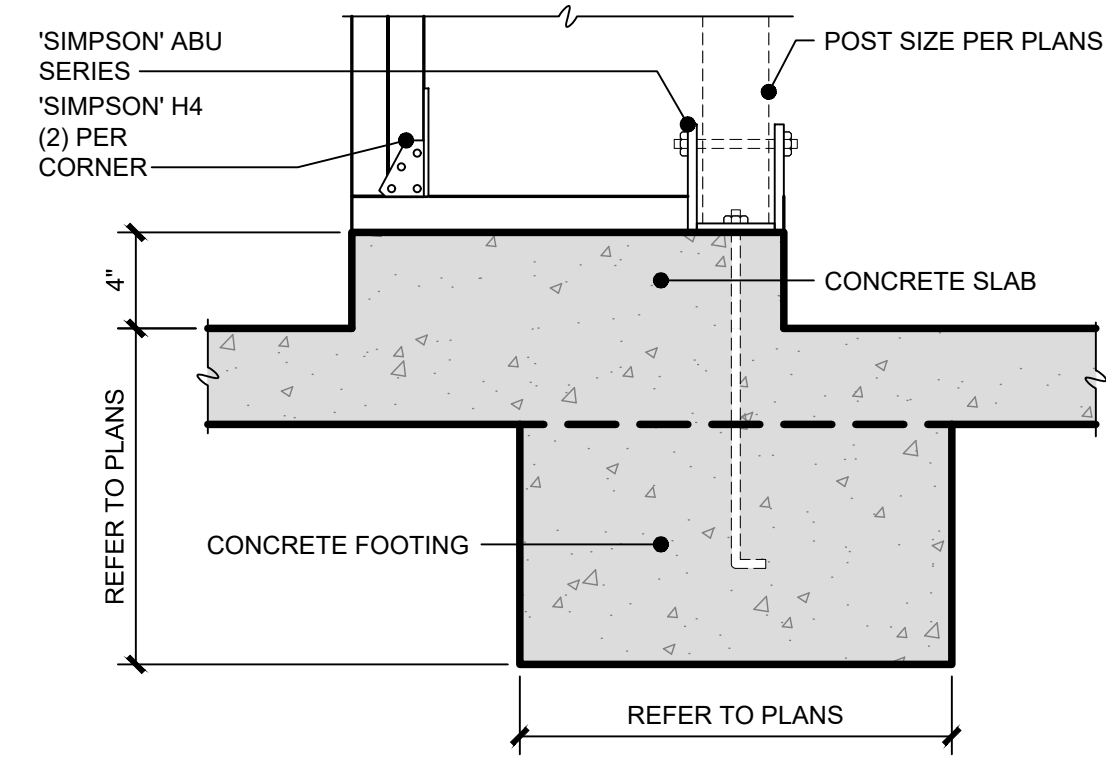 'SIMPSON' ABU
SERIES
'SIMPSON' H4
(2) PER
CORNER
POST SIZE PER PLANS
4"
CONCRETE SLAB
REFER TO PLANS
CONCRETE FOOTING
REFER TO PLANS